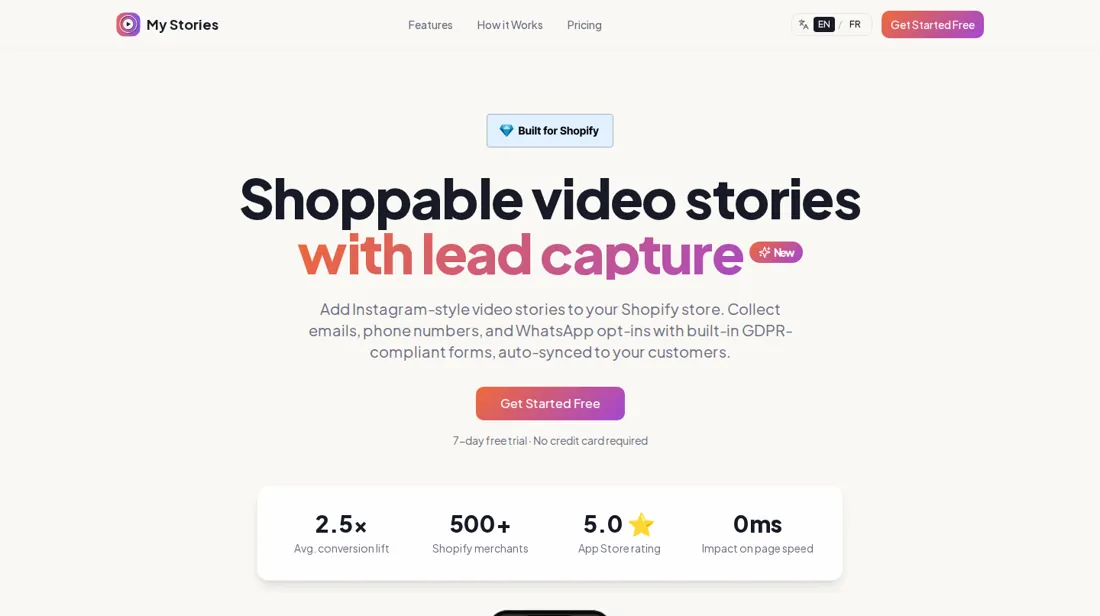 My Stories
Features
How it Works
Pricing
EN / FR
Get Started Free
Built for Shopify
Shoppable video stories
with lead capture New
Add Instagram-style video stories to your Shopify store. Collect
emails, phone numbers, and WhatsApp opt-ins with built-in GDPR-
compliant forms, auto-synced to your customers.
Get Started Free
7-day free trial · No credit card required
2.5×
Avg. conversion lift
500+
Shopify merchants
5.0 ⭐
App Store rating
0ms
Impact on page speed